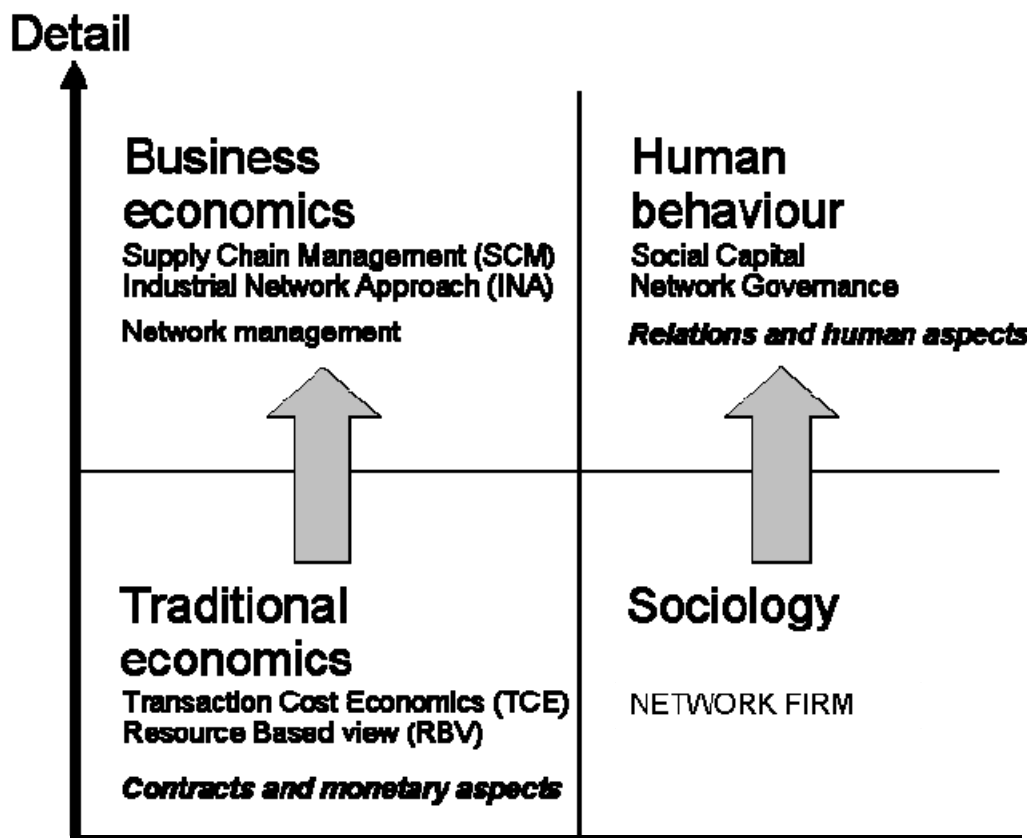 Detail
Business
economics
Supply Chain Management (SCM)
Industrial Network Approach (INA)
Network management
Human
behaviour
Social Capital
Network Governance
Relations and human aspects
Traditional
economics
Transaction Cost Economics (TCE)
Resource Based view (RBV)
Contracts and monetary aspects
Sociology
NETWORK FIRM